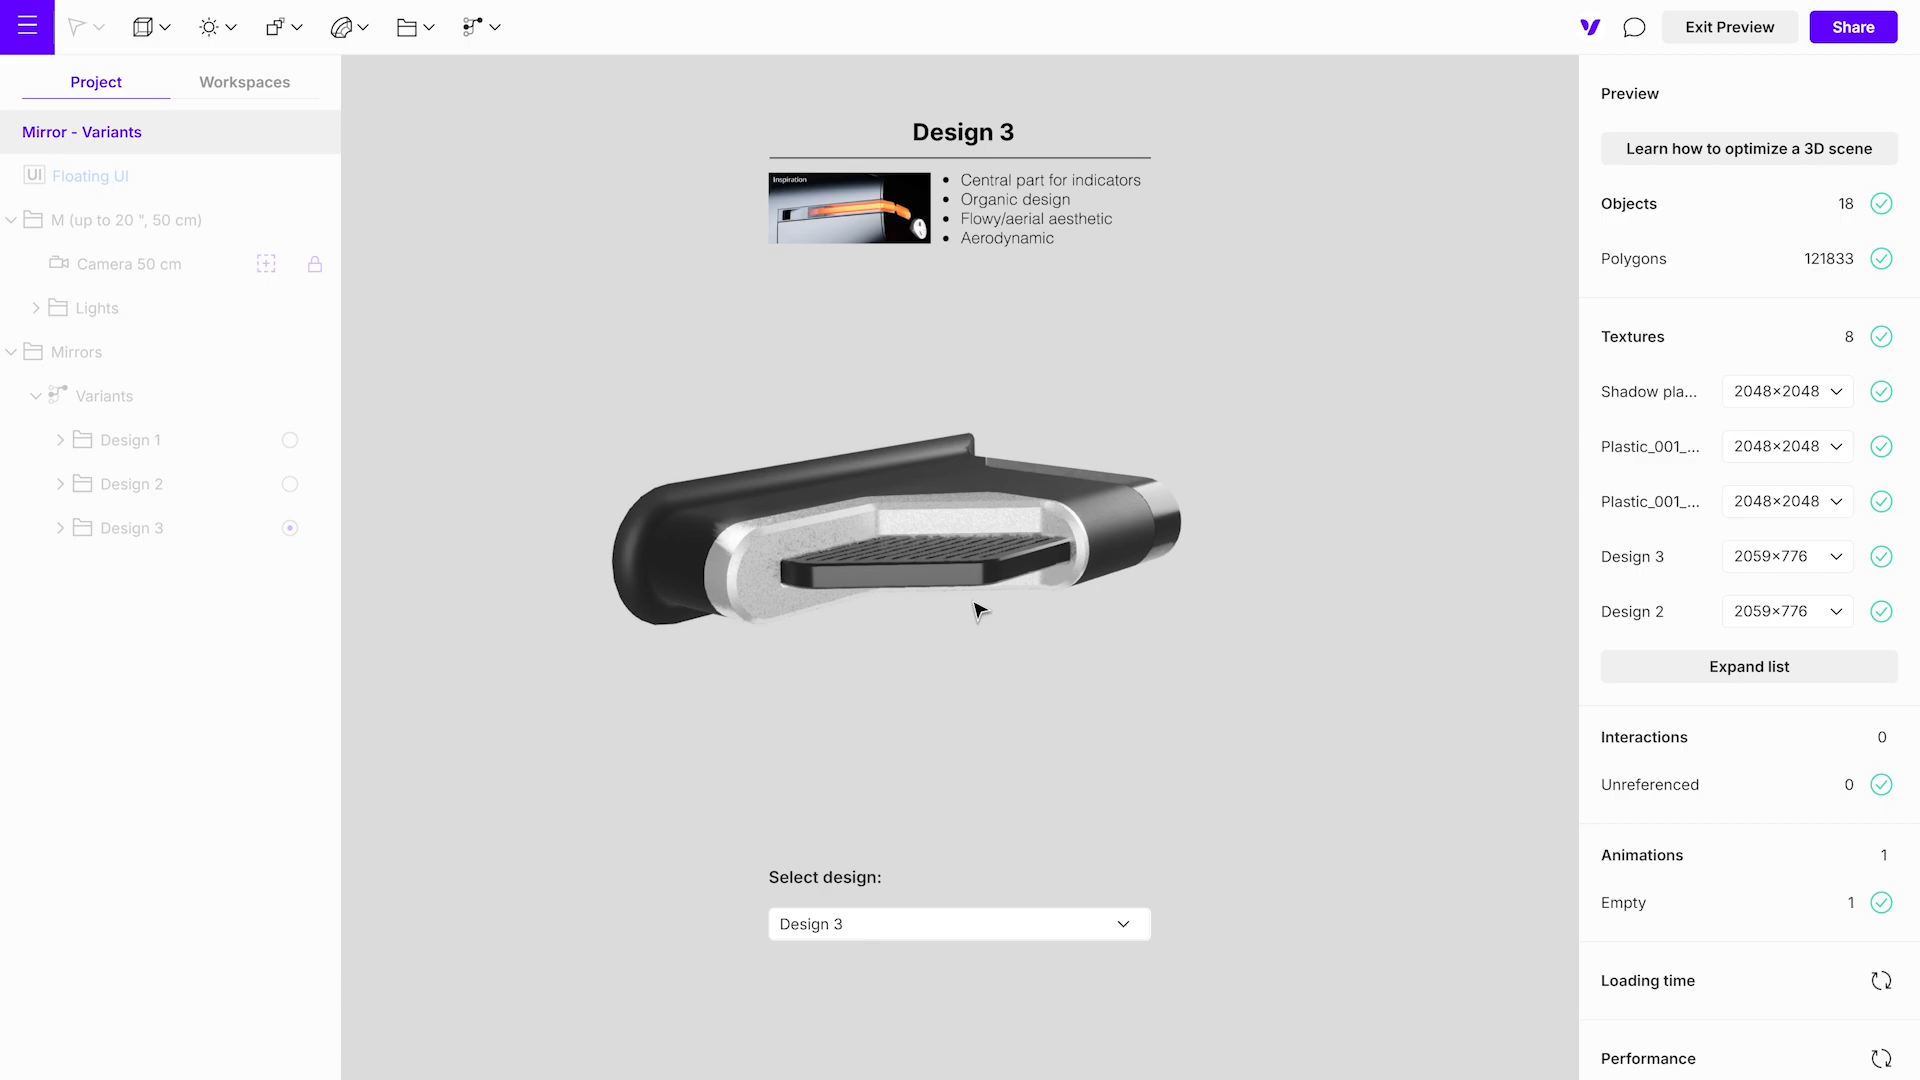 Exit Preview
Share
Project
Workspaces
Mirror - Variants
UI Floating UI
M (up to 20 ", 50 cm)
Camera 50 cm
Lights
Mirrors
Variants
Design 1
Design 2
Design 3
Design 3
Inspiration
• Central part for indicators
• Organic design
• Flowy/aerial aesthetic
• Aerodynamic
Select design:
Design 3
Preview
Learn how to optimize a 3D scene
Objects 18
Polygons 121833
Textures 8
Shadow pla... 2048×2048
Plastic_001_... 2048×2048
Plastic_001_... 2048×2048
Design 3 2059×776
Design 2 2059×776
Expand list
Interactions 0
Unreferenced 0
Animations 1
Empty 1
Loading time
Performance